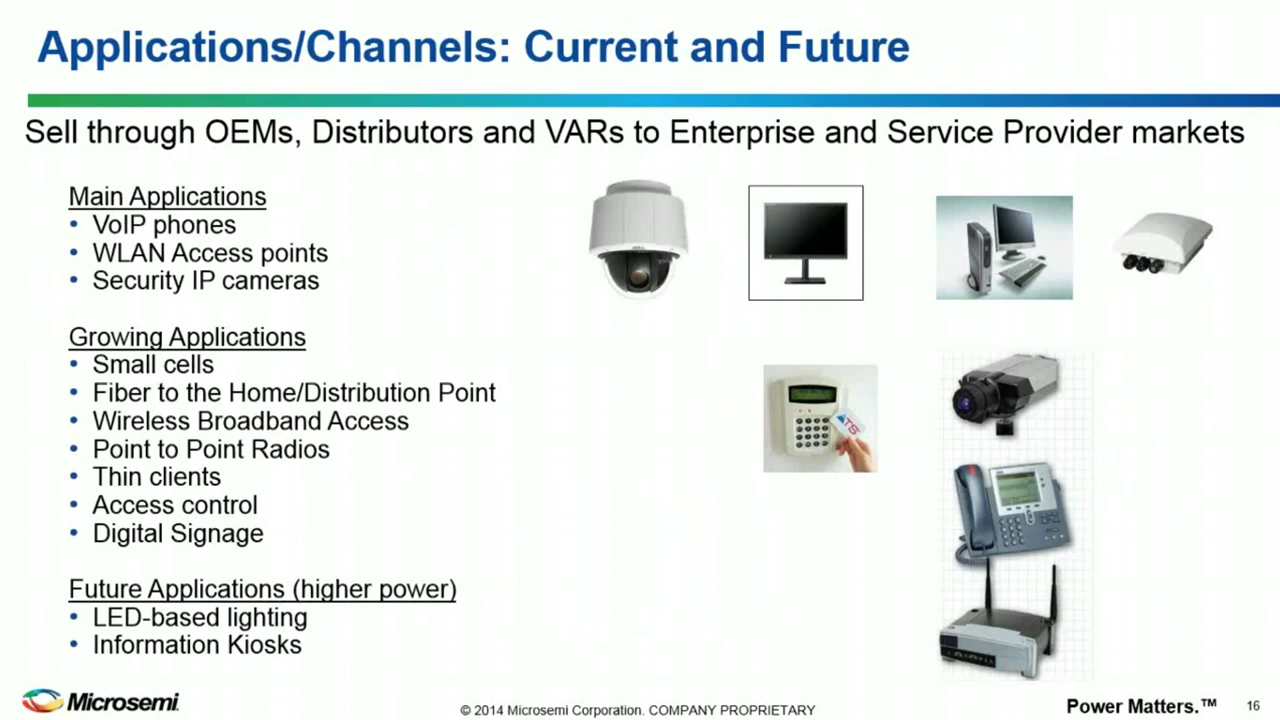 Applications/Channels: Current and Future
Sell through OEMs, Distributors and VARs to Enterprise and Service Provider markets
Main Applications
• VoIP phones
• WLAN Access points
• Security IP cameras
Growing Applications
• Small cells
• Fiber to the Home/Distribution Point
• Wireless Broadband Access
• Point to Point Radios
• Thin clients
• Access control
• Digital Signage
Future Applications (higher power)
• LED-based lighting
• Information Kiosks
ATS
Microsemi
© 2014 Microsemi Corporation. COMPANY PROPRIETARY
Power Matters.™
16